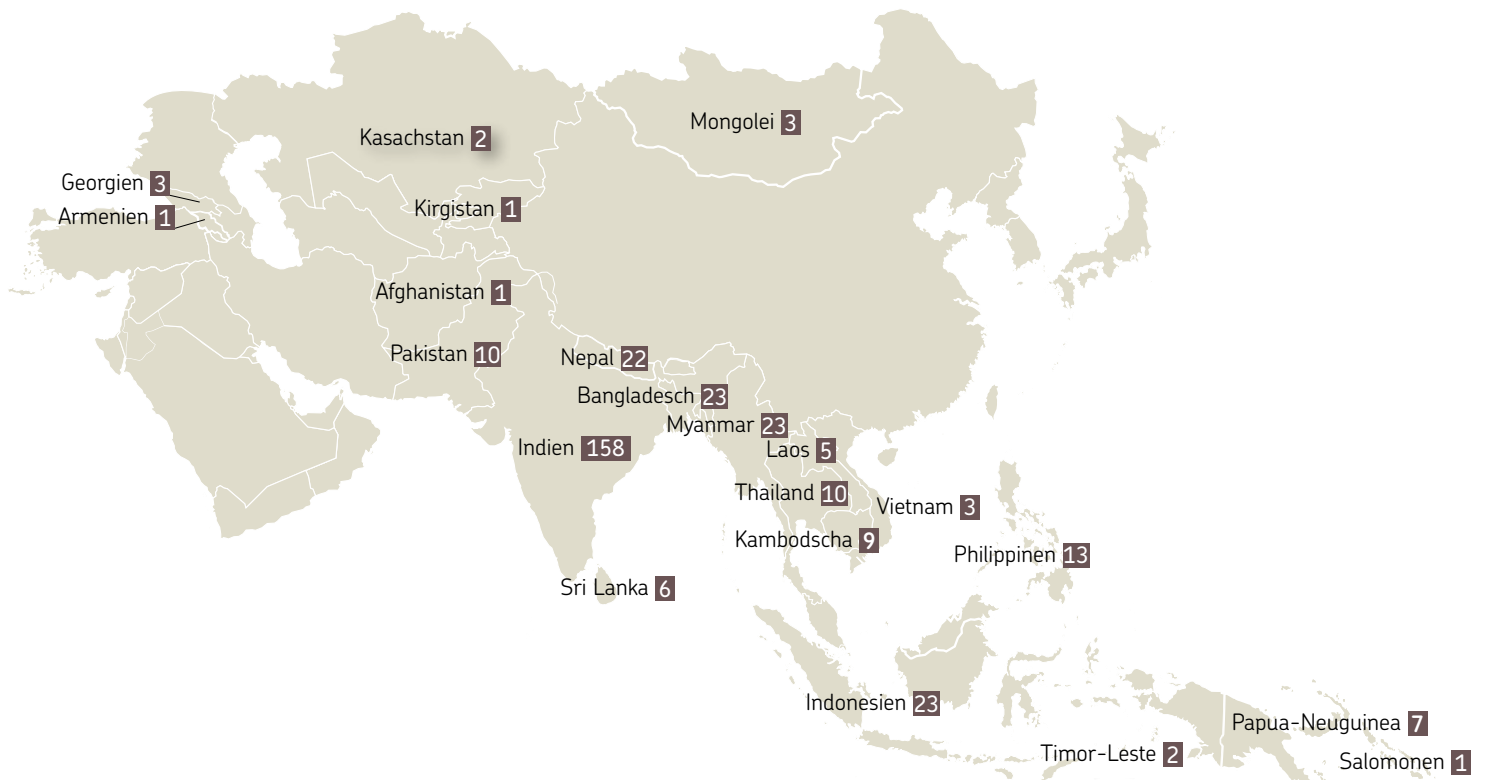 Mongolei 3
Kasachstan 2
Georgien 3
Kirgistan 1
Armenien 1
Afghanistan 1
Pakistan 10
Nepal 22
Bangladesch 23
Myanmar 23
Indien 158
Laos 5
Thailand 10
Vietnam 3
Kambodscha 9
Philippinen 13
Sri Lanka 6
Indonesien 23
Papua-Neuguinea 7
Timor-Leste 2
Salomonen 1